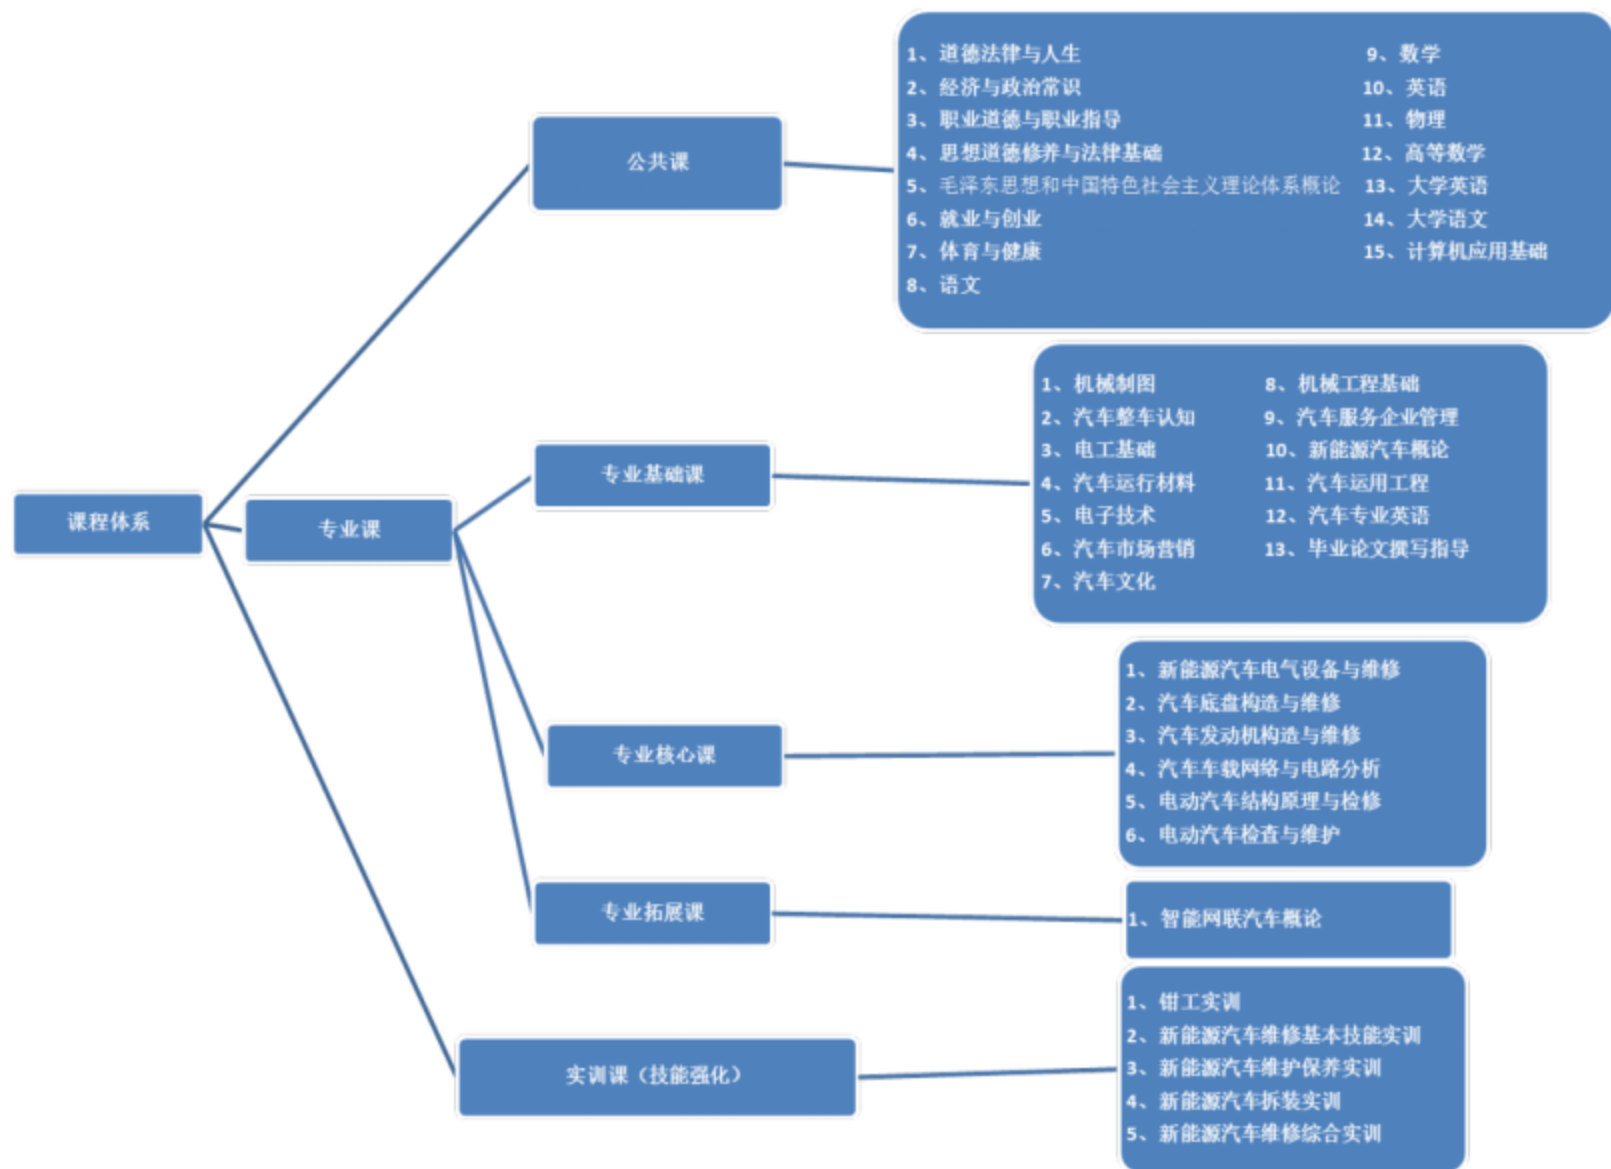 课程体系
公共课
1、道德法律与人生
2、经济与政治常识
3、职业道德与职业指导
4、思想道德修养与法律基础
5、毛泽东思想和中国特色社会主义理论体系概论
6、就业与创业
7、体育与健康
8、语文
9、数学
10、英语
11、物理
12、高等数学
13、大学英语
14、大学语文
15、计算机应用基础
专业课
专业基础课
1、机械制图
2、汽车整车认知
3、电工基础
4、汽车运行材料
5、电子技术
6、汽车市场营销
7、汽车文化
8、机械工程基础
9、汽车服务企业管理
10、新能源汽车概论
11、汽车运用工程
12、汽车专业英语
13、毕业论文撰写指导
专业核心课
1、新能源汽车电气设备与维修
2、汽车底盘构造与维修
3、汽车发动机构造与维修
4、汽车车载网络与电路分析
5、电动汽车结构原理与检修
6、电动汽车检查与维护
专业拓展课
1、智能网联汽车概论
实训课（技能强化）
1、钳工实训
2、新能源汽车维修基本技能实训
3、新能源汽车维护保养实训
4、新能源汽车拆装实训
5、新能源汽车维修综合实训